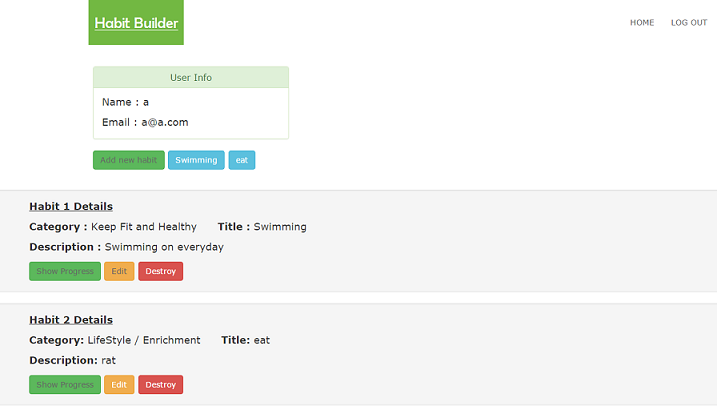 Habit Builder
HOME LOG OUT
User Info
Name : a
Email : a@a.com
Add new habit Swimming eat
Habit 1 Details
Category : Keep Fit and Healthy Title : Swimming
Description : Swimming on everyday
Show Progress Edit Destroy
Habit 2 Details
Category: LifeStyle / Enrichment Title: eat
Description: rat
Show Progress Edit Destroy